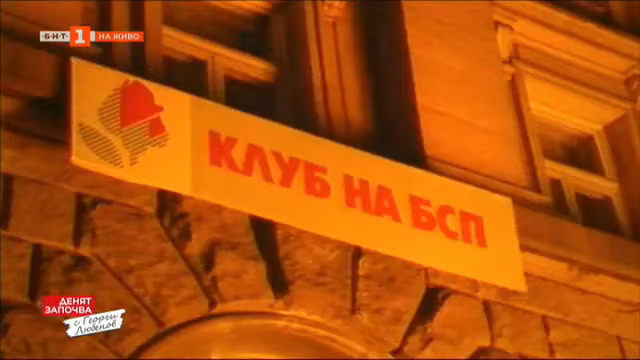 БНТ 1 НА ЖИВО
КЛУБ НА БСП
ДЕНЯТ
ЗАПОЧВА
с Георги
Любенов